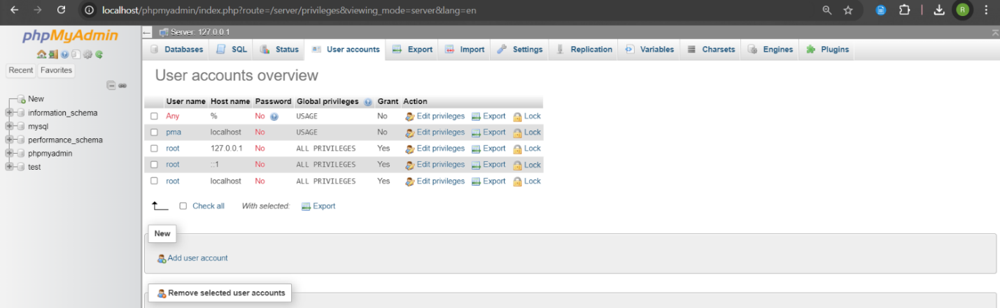 localhost/phpmyadmin/index.php?route=/server/privileges&viewing_mode=server&lang=en
R
phpMyAdmin
Recent Favorites
New
information_schema
mysql
performance_schema
phpmyadmin
test
Server: 127.0.0.1
Databases SQL Status User accounts Export Import Settings Replication Variables Charsets Engines Plugins
User accounts overview
User name Host name Password Global privileges Grant Action
Any % No USAGE No Edit privileges Export Lock
pma localhost No USAGE No Edit privileges Export Lock
root 127.0.0.1 No ALL PRIVILEGES Yes Edit privileges Export Lock
root ::1 No ALL PRIVILEGES Yes Edit privileges Export Lock
root localhost No ALL PRIVILEGES Yes Edit privileges Export Lock
Check all With selected: Export
New
Add user account
Remove selected user accounts